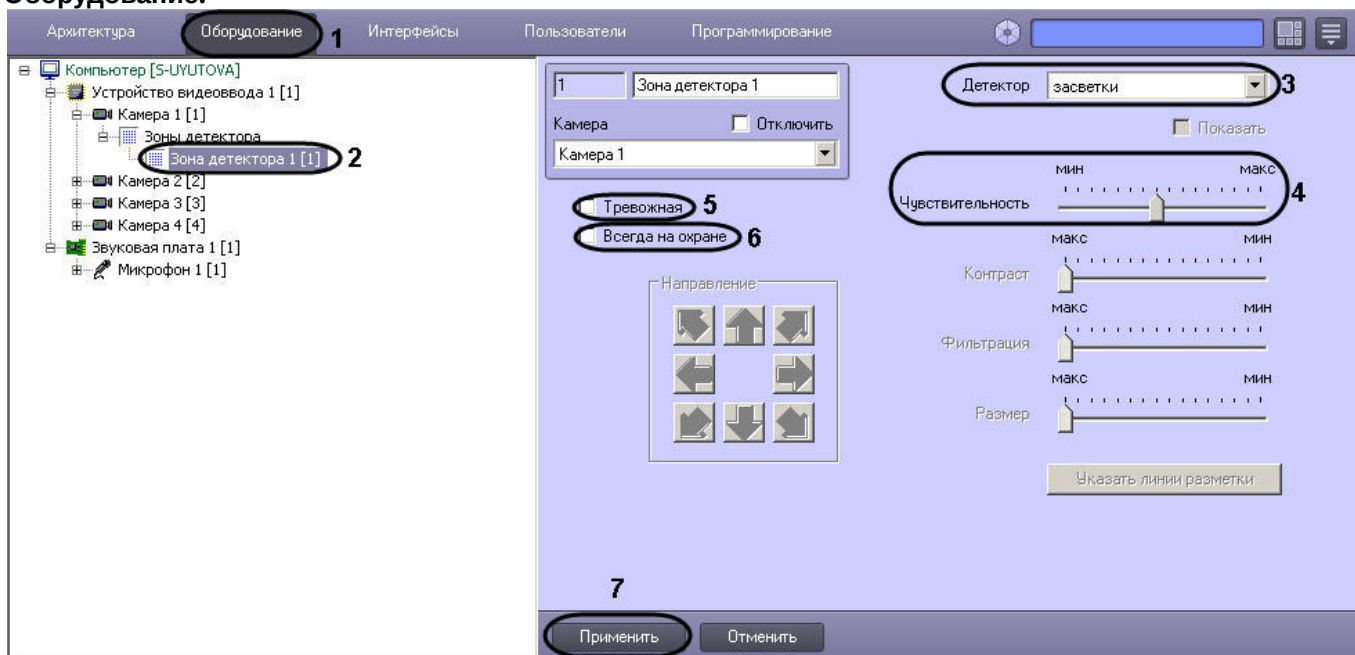 Оборудование.
Архитектура Оборудование 1 Интерфейсы Пользователи Программирование
Компьютер [S-UYUTOVA]
Устройство видеоввода 1 [1]
Камера 1 [1]
Зоны детектора
Зона детектора 1 [1] 2
Камера 2 [2]
Камера 3 [3]
Камера 4 [4]
Звуковая плата 1 [1]
Микрофон 1 [1]
1 Зона детектора 1
Камера Отключить
Камера 1
Тревожная 5
Всегда на охране 6
Направление
Детектор засветки 3
Показать
мин макс
Чувствительность 4
макс мин
Контраст
макс мин
Фильтрация
макс мин
Размер
Указать линии разметки
7
Применить Отменить